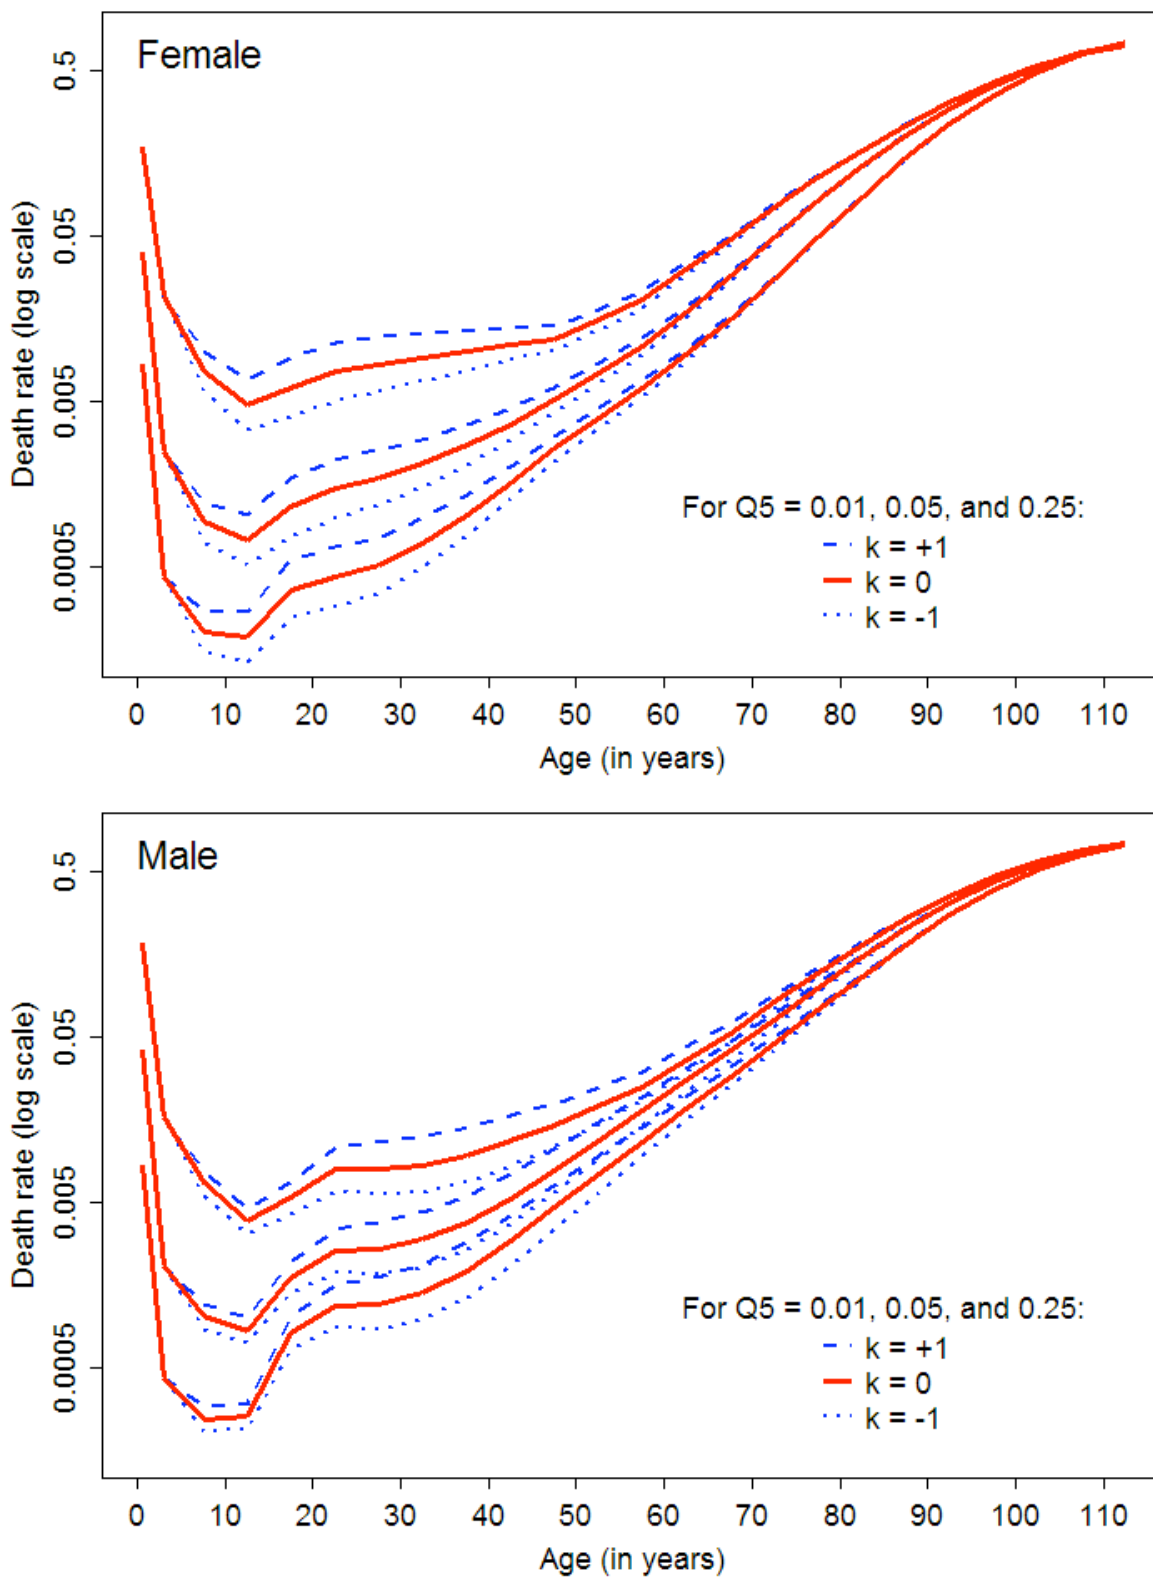 Female
Death rate (log scale)
0.5
0.05
0.005
0.0005
For Q5 = 0.01, 0.05, and 0.25:
k = +1
k = 0
k = -1
0 10 20 30 40 50 60 70 80 90 100 110
Age (in years)
Male
Death rate (log scale)
0.5
0.05
0.005
0.0005
For Q5 = 0.01, 0.05, and 0.25:
k = +1
k = 0
k = -1
0 10 20 30 40 50 60 70 80 90 100 110
Age (in years)